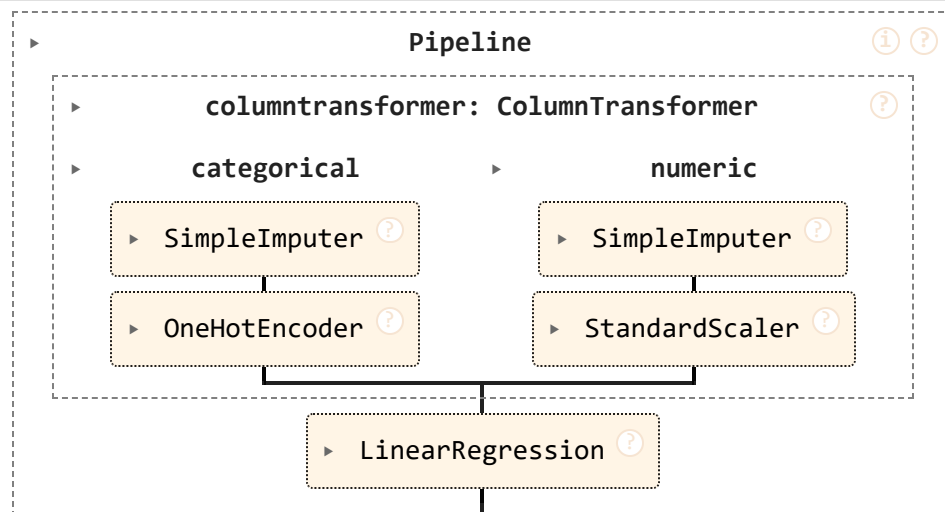 Pipeline i ?
columntransformer: ColumnTransformer ?
categorical numeric
SimpleImputer ? SimpleImputer ?
OneHotEncoder ? StandardScaler ?
LinearRegression ?